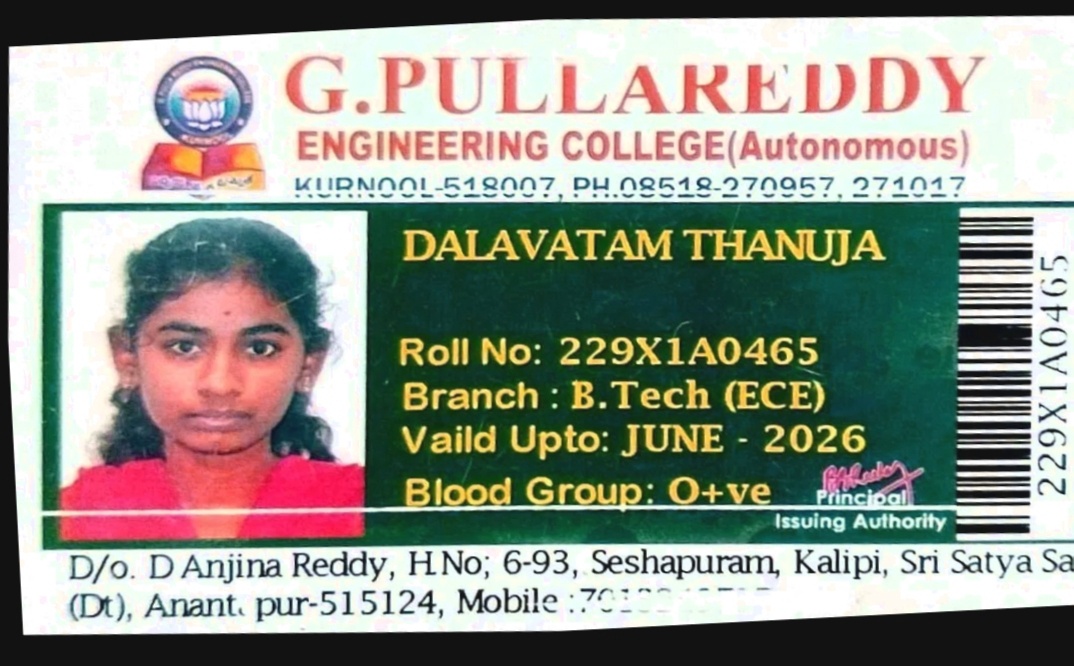 G.PULLAREDDY
ENGINEERING COLLEGE(Autonomous)
KURNOOL-518007, PH.08518-270957, 271017
KURNOOL
DALAVATAM THANUJA
Roll No: 229X1A0465
Branch : B.Tech (ECE)
Vaild Upto: JUNE - 2026
Blood Group: O+ve
Principal
Issuing Authority
229X1A0465
D/o. D Anjina Reddy, H.No; 6-93, Seshapuram, Kalipi, Sri Satya Sa
(Dt), Anant. pur-515124, Mobile :